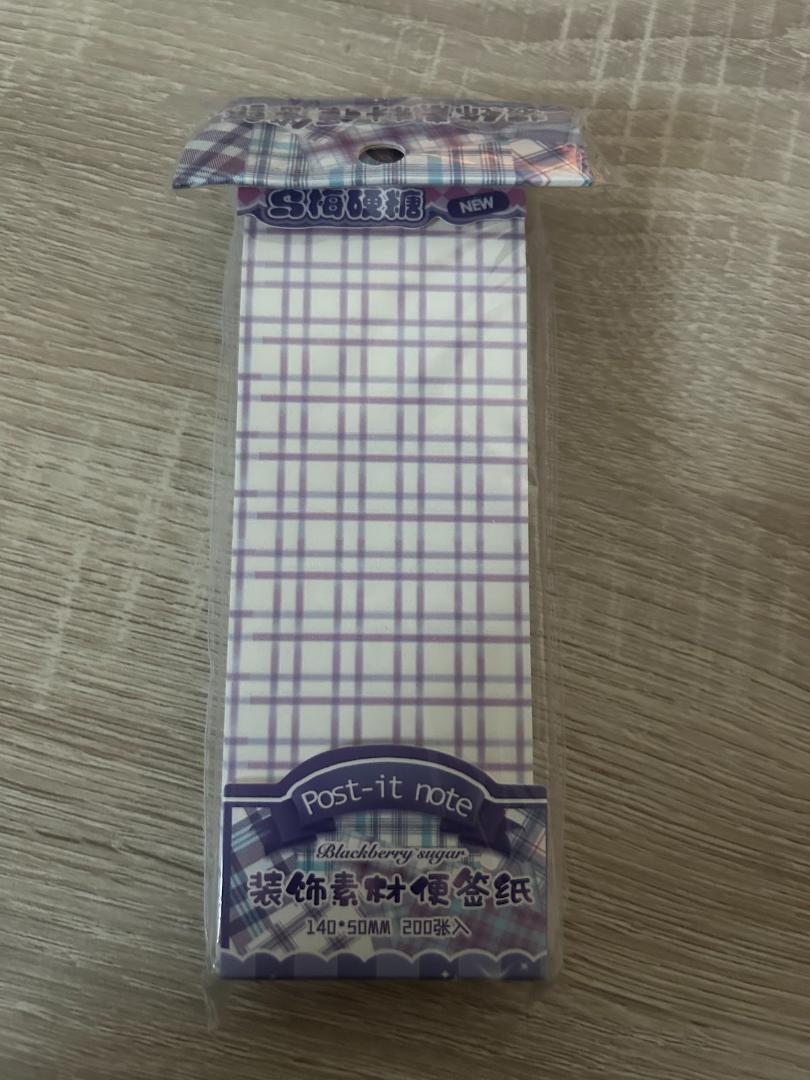 梅硬糖
NEW
Post-it note
Blackberry sugar
装饰素材便签纸
140*50MM 200张入